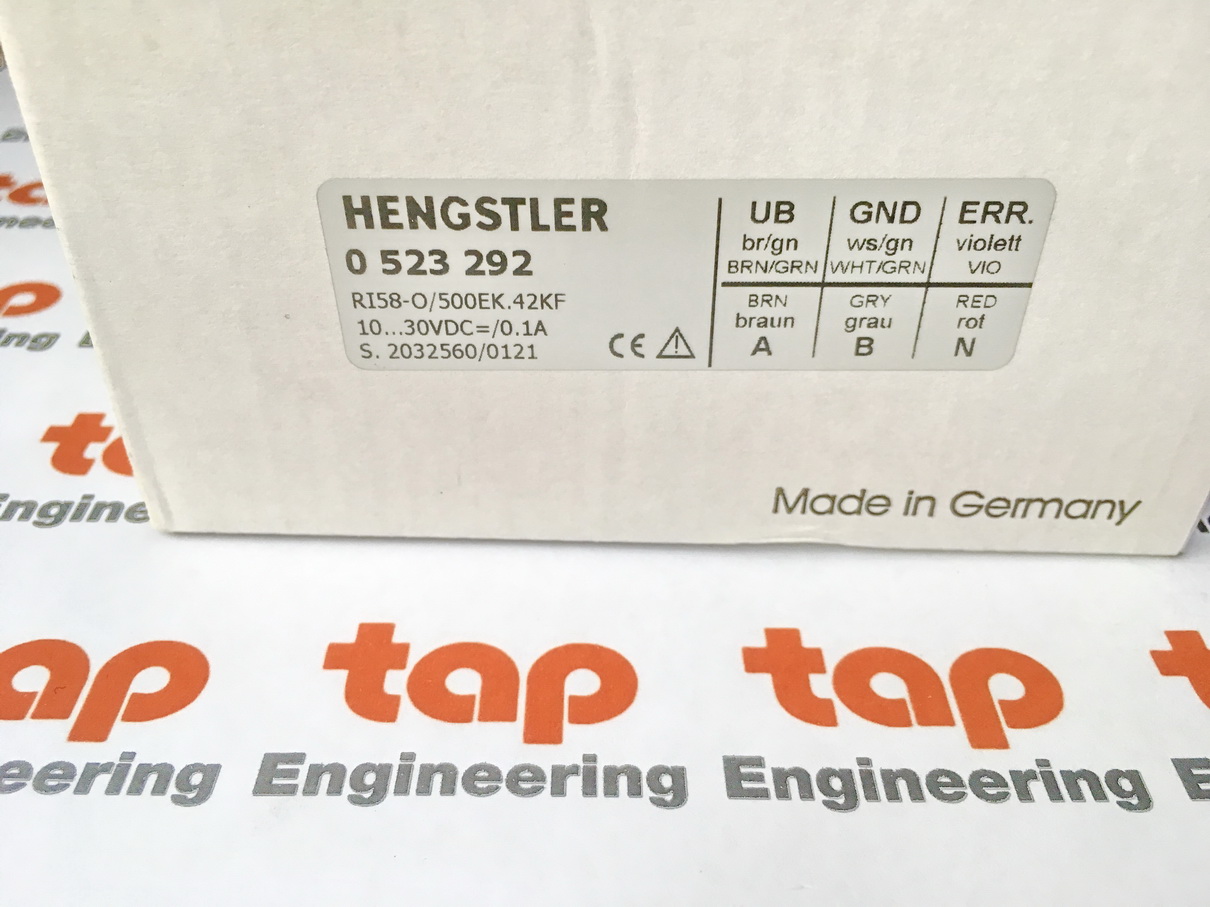 HENGSTLER
0 523 292
RI58-O/500EK.42KF
10...30VDC=/0.1A
S. 2032560/0121
CE
UB GND ERR.
br/gn ws/gn violett
BRN/GRN WHT/GRN VIO
BRN GRY RED
braun grau rot
A B N
Made in Germany
tap tap tap
Engineering Engineering